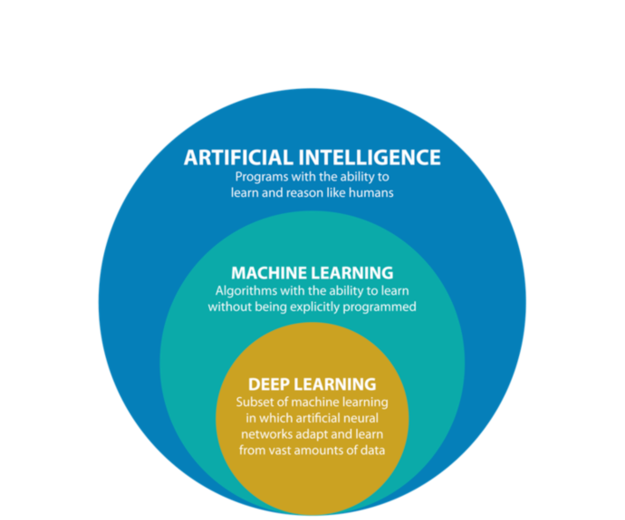 ARTIFICIAL INTELLIGENCE
Programs with the ability to
learn and reason like humans
MACHINE LEARNING
Algorithms with the ability to learn
without being explicitly programmed
DEEP LEARNING
Subset of machine learning
in which artificial neural
networks adapt and learn
from vast amounts of data